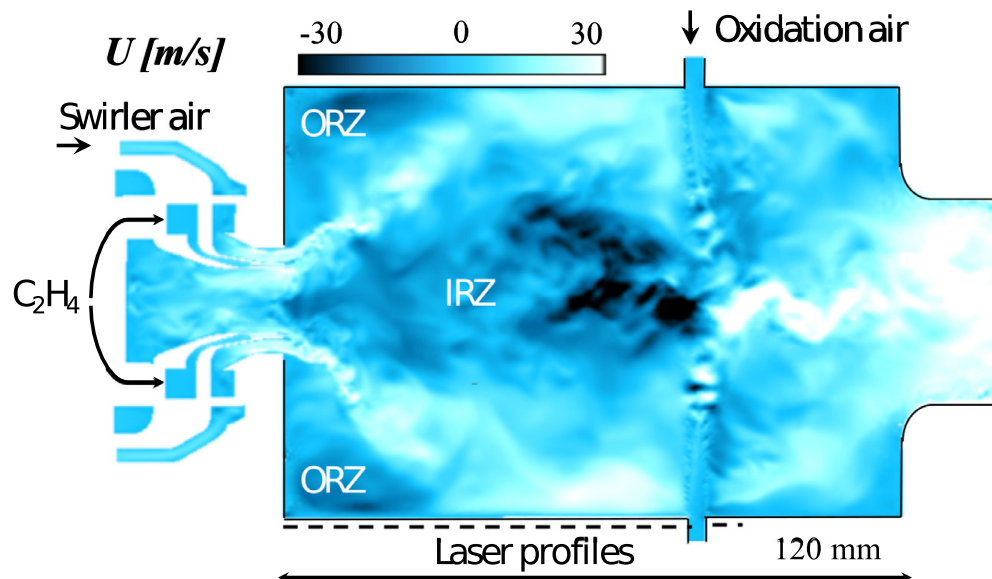 U [m/s]
-30 0 30
Oxidation air
Swirler air
ORZ
C₂H₄
IRZ
ORZ
Laser profiles
120 mm